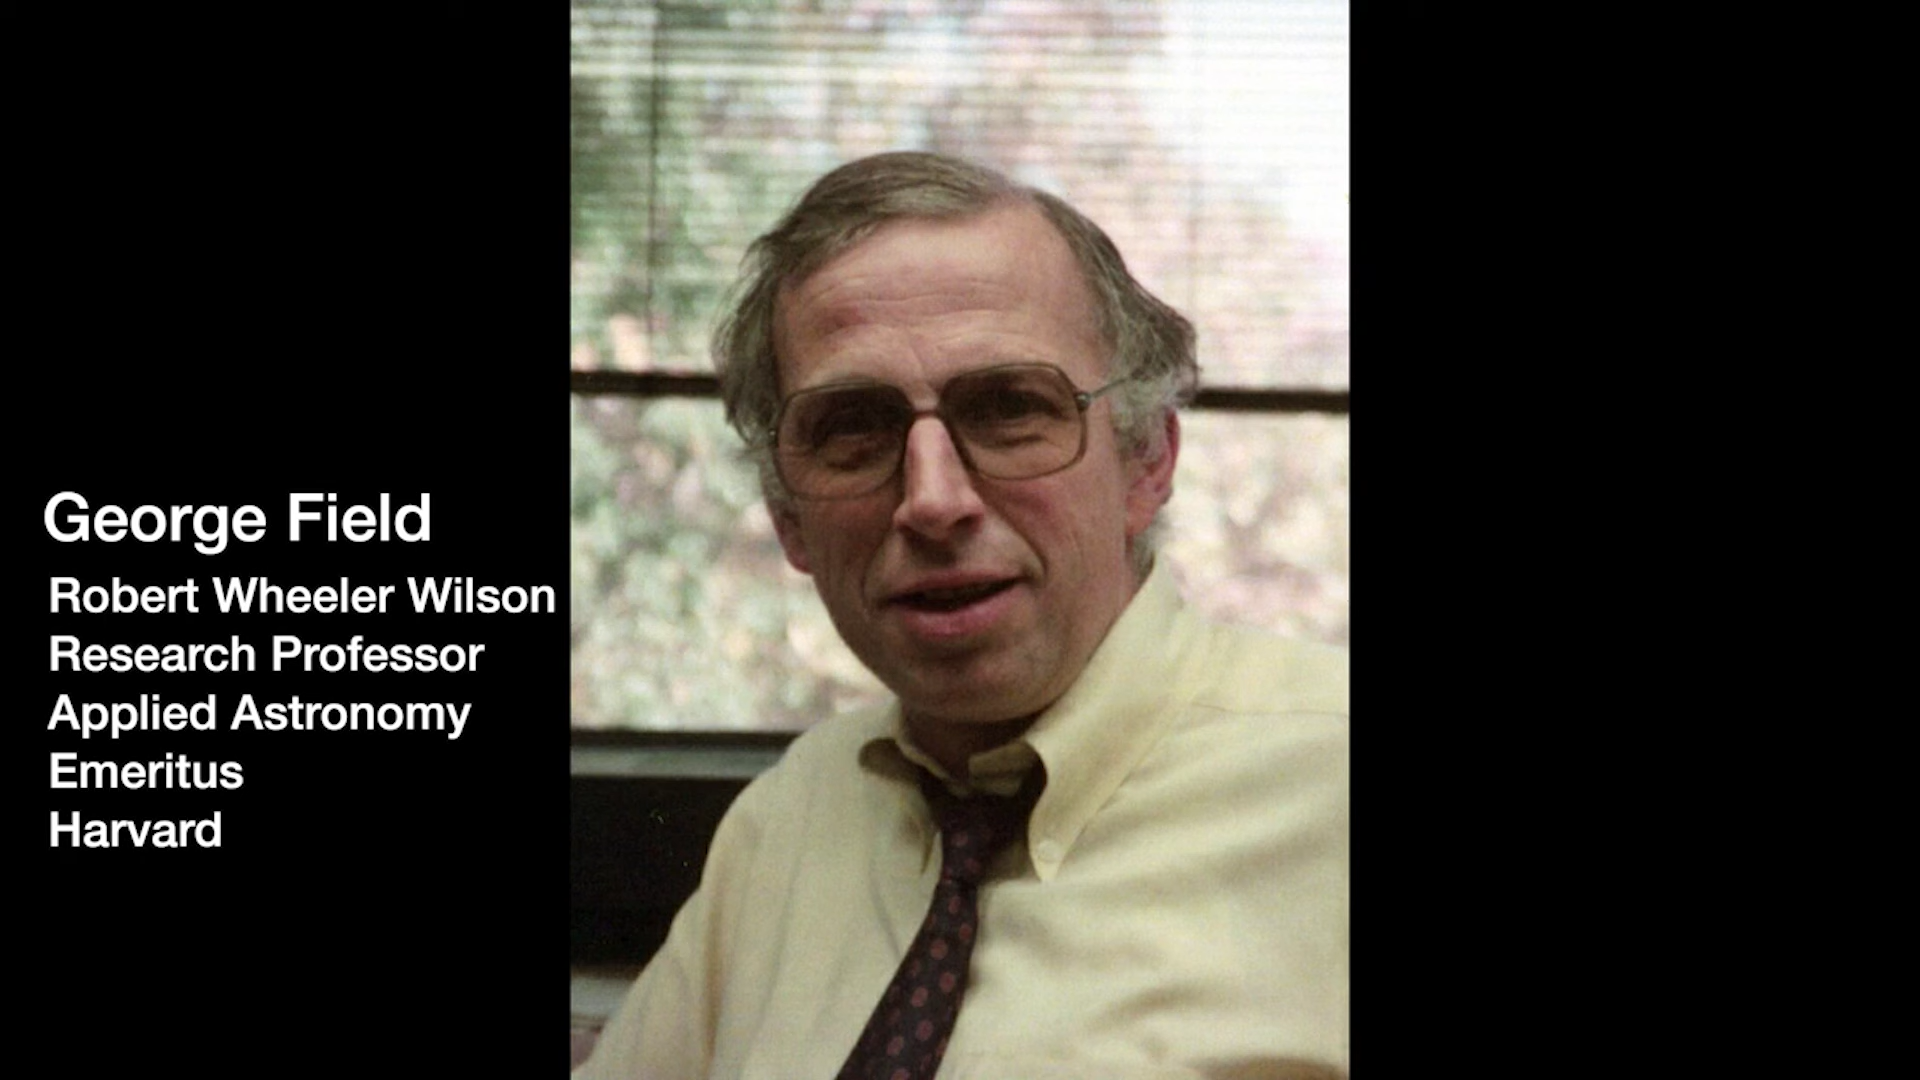 George Field
Robert Wheeler Wilson
Research Professor
Applied Astronomy
Emeritus
Harvard